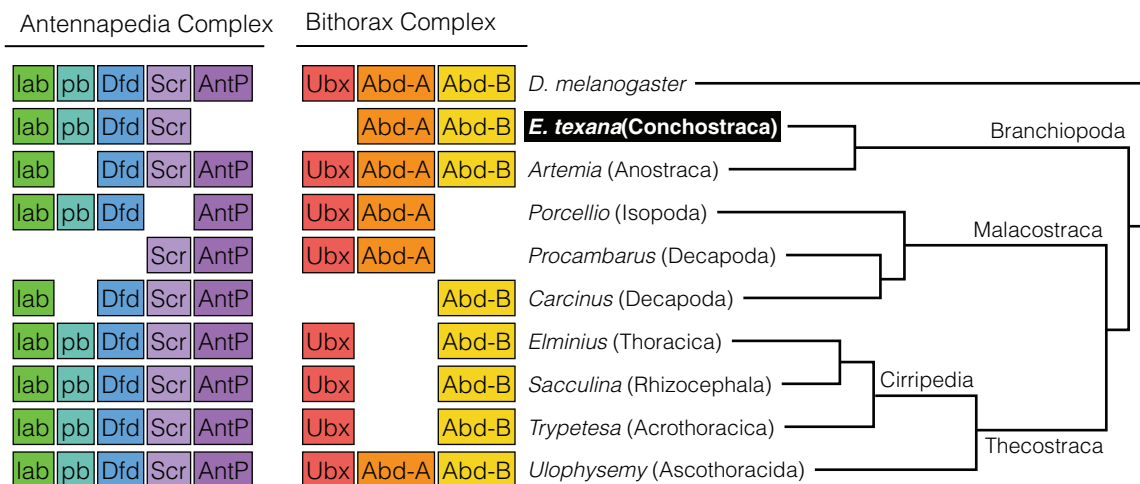 Antennapedia Complex Bithorax Complex
lab pb Dfd Scr AntP Ubx Abd-A Abd-B D. melanogaster
lab pb Dfd Scr Abd-A Abd-B E. texana(Conchostraca)
Branchiopoda
lab Dfd Scr AntP Ubx Abd-A Abd-B Artemia (Anostraca)
lab pb Dfd AntP Ubx Abd-A Porcellio (Isopoda)
Malacostraca
Scr AntP Ubx Abd-A Procambarus (Decapoda)
lab Dfd Scr AntP Abd-B Carcinus (Decapoda)
lab pb Dfd Scr AntP Ubx Abd-B Elminius (Thoracica)
lab pb Dfd Scr AntP Ubx Abd-B Sacculina (Rhizocephala)
Cirripedia
lab pb Dfd Scr AntP Ubx Abd-B Trypetesa (Acrothoracica)
Thecostraca
lab pb Dfd Scr AntP Ubx Abd-A Abd-B Ulophysemy (Ascothoracida)